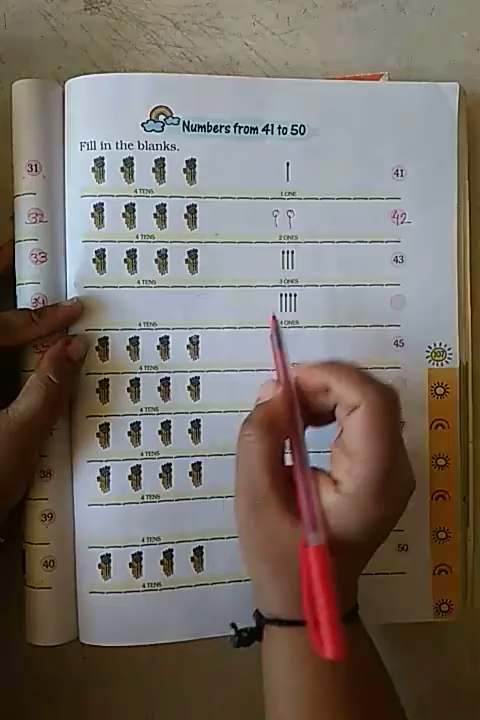 Numbers from 41 to 50
Fill in the blanks.
31
4 TENS 1 ONE 41
32
4 TENS 2 ONES 42
33
4 TENS 3 ONES 43
34
4 TENS 4 ONES
107
45
4 TENS
4 TENS
4 TENS
38
4 TENS
39
4 TENS 50
40
4 TENS